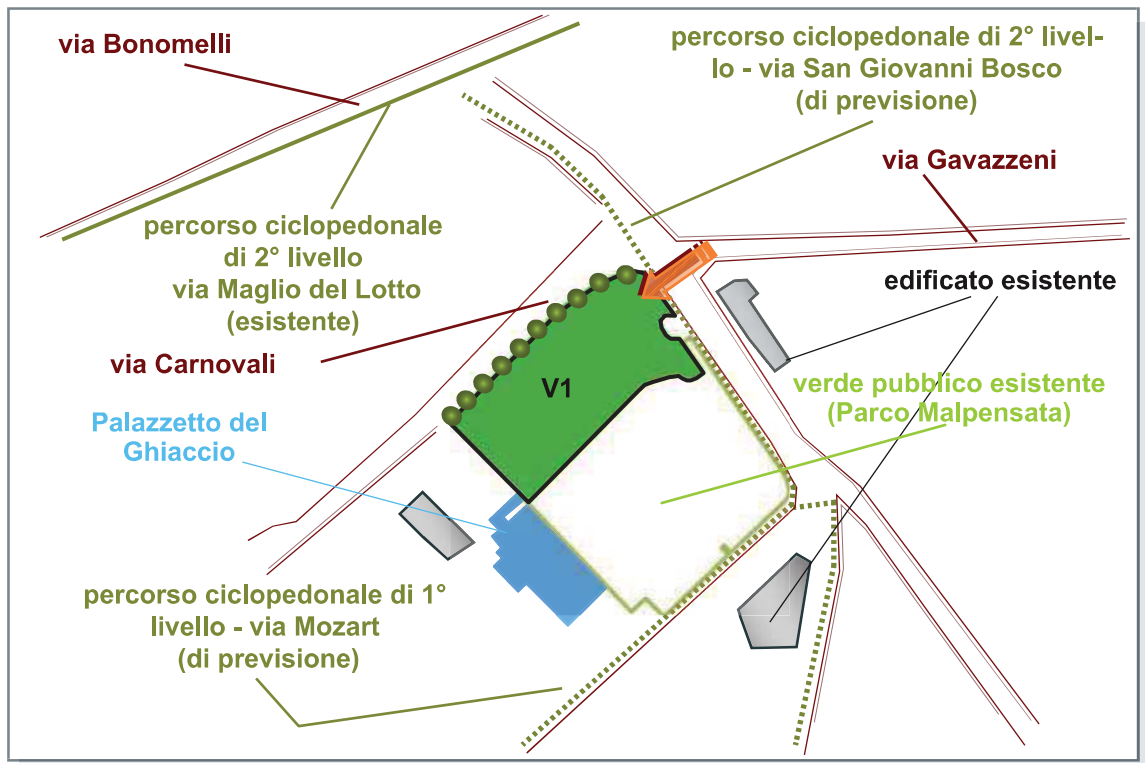 via Bonomelli
percorso ciclopedonale di 2° livel-
lo - via San Giovanni Bosco
(di previsione)
via Gavazzeni
percorso ciclopedonale
di 2° livello
via Maglio del Lotto
(esistente)
edificato esistente
via Carnovali
V1
verde pubblico esistente
(Parco Malpensata)
Palazzetto del
Ghiaccio
percorso ciclopedonale di 1°
livello - via Mozart
(di previsione)